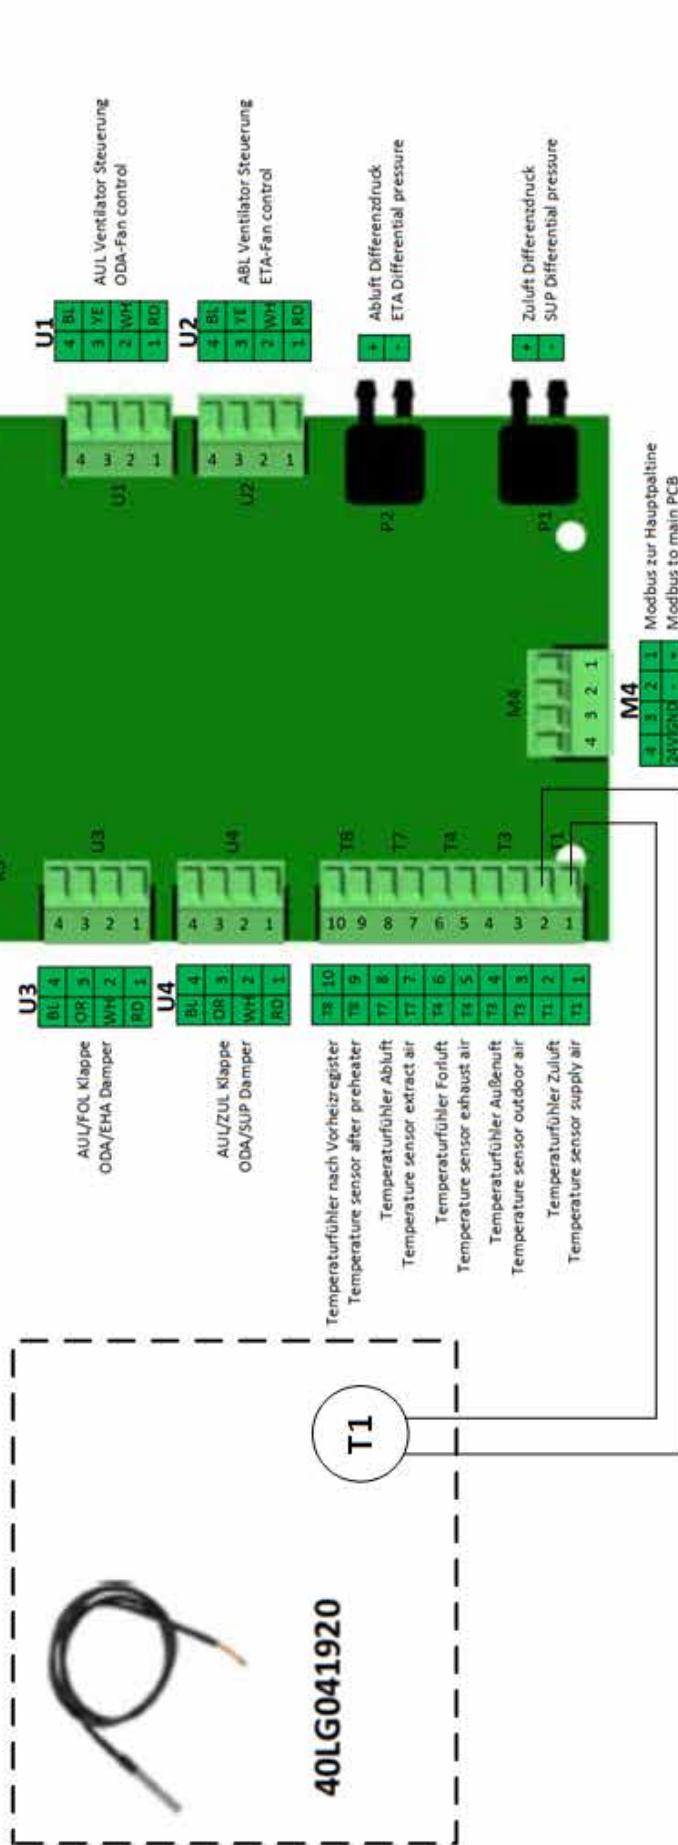 U1
4 BL
3 YE
2 WH
1 RD
AUL Ventilator Steuerung
ODA-Fan control
U2
4 BL
3 YE
2 WH
1 RD
ABL Ventilator Steuerung
ETA-Fan control
+
-
Abluft Differenzdruck
ETA Differential pressure
+
-
Zuluft Differenzdruck
SUP Differential pressure
4 3 2 1
U1
4 3 2 1
U2
P2
P1
M4
4 3 2 1
M4
4 3 2 1
24V GND - +
Modbus zur Hauptpaltine
Modbus to main PCB
U3
4 3 2 1
U4
4 3 2 1
T8
T7
T4
T3
T1
10 9 8 7 6 5 4 3 2 1
U3
BL 4
OR 3
WH 2
RD 1
AUL/FOL Klappe
ODA/EHA Damper
U4
BL 4
OR 3
WH 2
RD 1
AUL/ZUL Klappe
ODA/SUP Damper
T8 10
T8 9
T7 8
T7 7
T4 6
T4 5
T3 4
T3 3
T1 2
T1 1
Temperaturfühler nach Vorheizregister
Temperature sensor after preheater
Temperaturfühler Abluft
Temperature sensor extract air
Temperaturfühler Forluft
Temperature sensor exhaust air
Temperaturfühler Außenuft
Temperature sensor outdoor air
Temperaturfühler Zuluft
Temperature sensor supply air
T1
40LG041920